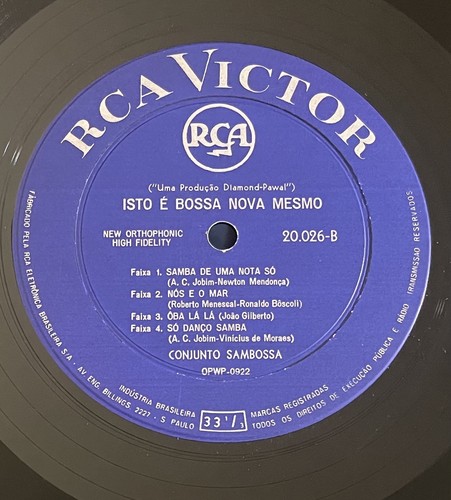 RCA VICTOR
RCA
("Uma Produção Diamond-Pawal")
ISTO É BOSSA NOVA MESMO
NEW ORTHOPHONIC
HIGH FIDELITY
20.026-B
Faixa 1. SAMBA DE UMA NOTA SÓ
(A. C. Jobim-Newton Mendonça)
Faixa 2. NÓS E O MAR
(Roberto Menescal-Ronaldo Bôscoli)
Faixa 3. ÔBA LÁ LÁ (João Gilberto)
Faixa 4. SÓ DANÇO SAMBA
(A. C. Jobim-Vinícius de Moraes)
CONJUNTO SAMBOSSA
OPWP-0922
FABRICADO PELA RCA ELETRÔNICA BRASILEIRA S/A - AV. ENG. BILLINGS 2227 - S PAULO
INDÚSTRIA BRASILEIRA
33 1/3
MARCAS REGISTRADAS
TODOS OS DIREITOS DE EXECUÇÃO PÚBLICA E RÁDIO TRANSMISSÃO RESERVADOS